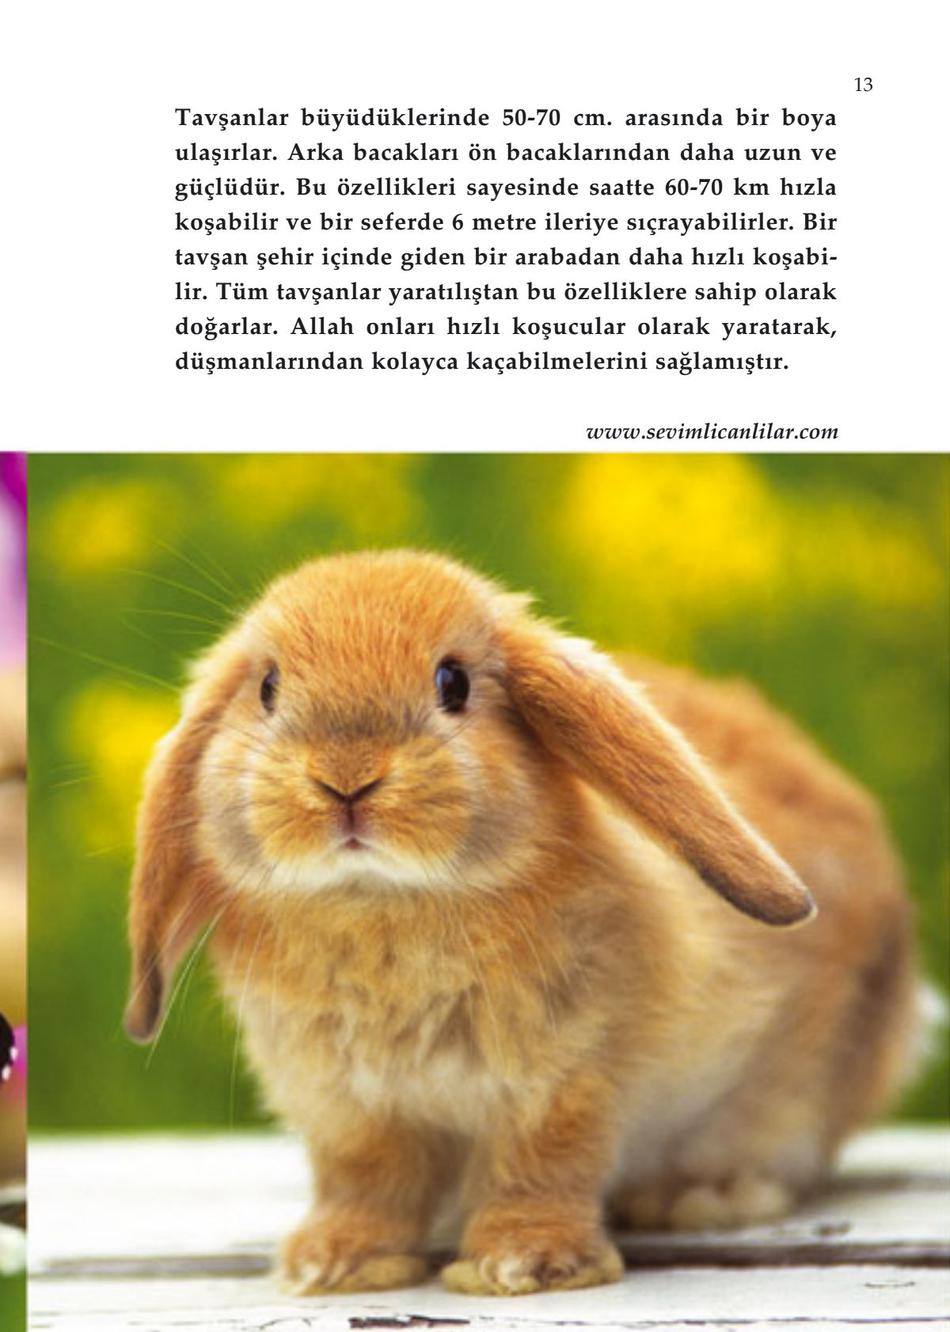 13
Tavşanlar büyüdüklerinde 50-70 cm. arasında bir boya
ulaşırlar. Arka bacakları ön bacaklarından daha uzun ve
güçlüdür. Bu özellikleri sayesinde saatte 60-70 km hızla
koşabilir ve bir seferde 6 metre ileriye sıçrayabilirler. Bir
tavşan şehir içinde giden bir arabadan daha hızlı koşabi-
lir. Tüm tavşanlar yaratılıştan bu özelliklere sahip olarak
doğarlar. Allah onları hızlı koşucular olarak yaratarak,
düşmanlarından kolayca kaçabilmelerini sağlamıştır.
www.sevimlicanlilar.com